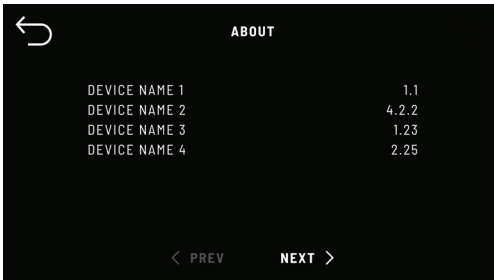 ABOUT
DEVICE NAME 1 1.1
DEVICE NAME 2 4.2.2
DEVICE NAME 3 1.23
DEVICE NAME 4 2.25
PREV NEXT